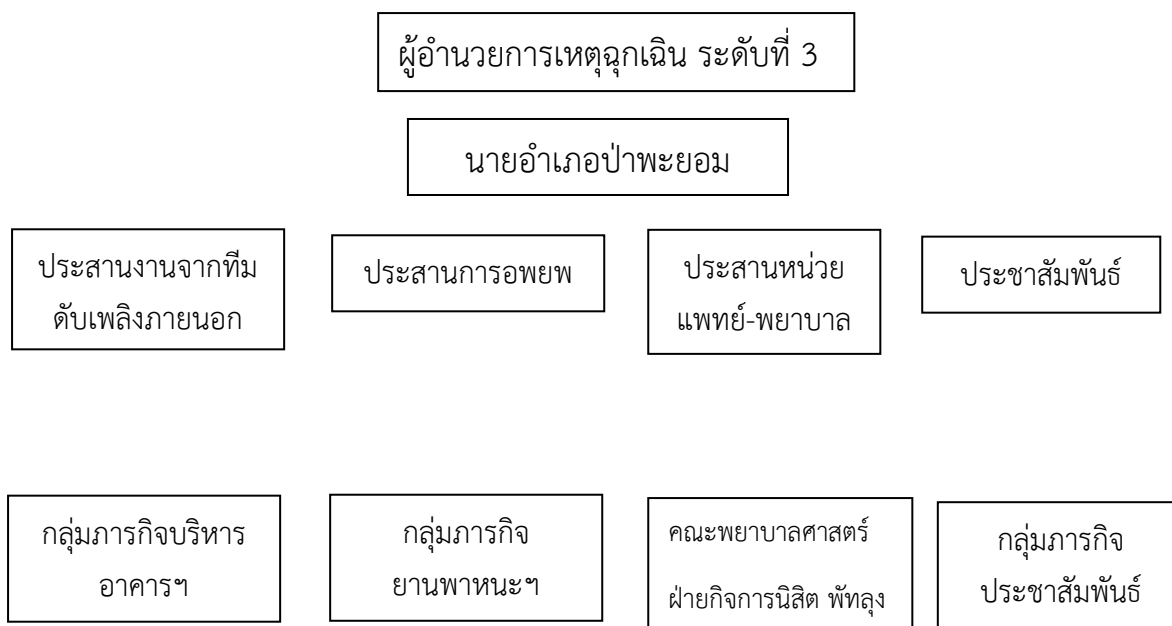 ผู้อำนวยการเหตุฉุกเฉิน ระดับที่ 3
นายอำเภอป่าพะยอม
ประสานงานจากทีม
ดับเพลิงภายนอก
ประสานการอพยพ
ประสานหน่วย
แพทย์-พยาบาล
ประชาสัมพันธ์
กลุ่มภารกิจบริหาร
อาคารฯ
กลุ่มภารกิจ
ยานพาหนะฯ
คณะพยาบาลศาสตร์
ฝ่ายกิจการนิสิต พัทลุง
กลุ่มภารกิจ
ประชาสัมพันธ์